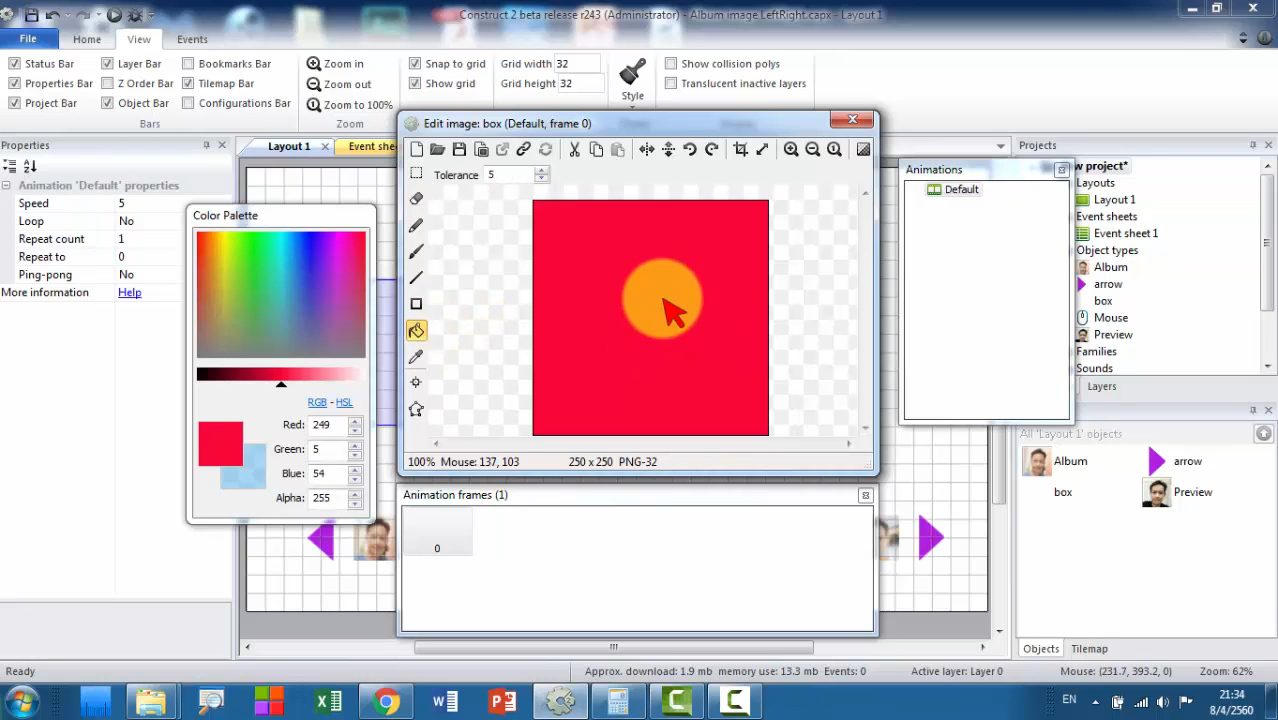 Construct 2 beta release r243 (Administrator) - Album image LeftRight.capx - Layout 1
File Home View Events
Status Bar Layer Bar Bookmarks Bar Zoom in Snap to grid Grid width 32 Show collision polys
Properties Bar Z Order Bar Tilemap Bar Zoom out Show grid Grid height 32 Translucent inactive layers
Project Bar Object Bar Configurations Bar Zoom to 100% Style
Bars Zoom
Edit image: box (Default, frame 0)
Properties Layout 1 Event shee Projects
Tolerance 5
Animations
w project*
Animation 'Default' properties
Default
Layouts
Speed 5
Layout 1
Color Palette
Event sheets
Loop No
Event sheet 1
Repeat count 1
Object types
Repeat to 0
Album
Ping-pong No
arrow
More information Help
box
Mouse
Preview
Families
Sounds
Layers
RGB - HSL
Red: 249
All 'Layout 1' objects
Green: 5
100% Mouse: 137, 103 250 x 250 PNG-32
Album arrow
Blue: 54
box Preview
Alpha: 255
Animation frames (1)
0
Objects Tilemap
Ready Approx. download: 1.9 mb memory use: 13.3 mb Events: 0 Active layer: Layer 0 Mouse: (231.7, 393.2, 0) Zoom: 62%
EN
21:34
8/4/2560